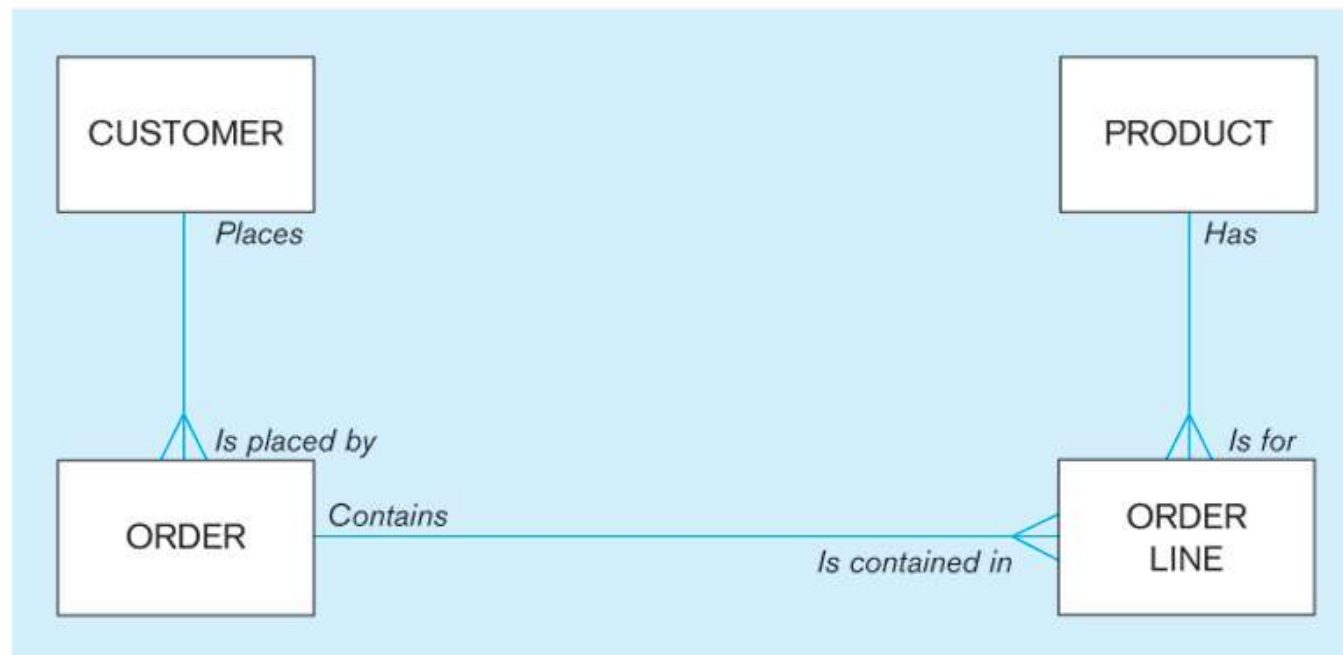 CUSTOMER
PRODUCT
Places
Has
Is placed by
Is for
ORDER
Contains
Is contained in
ORDER
LINE